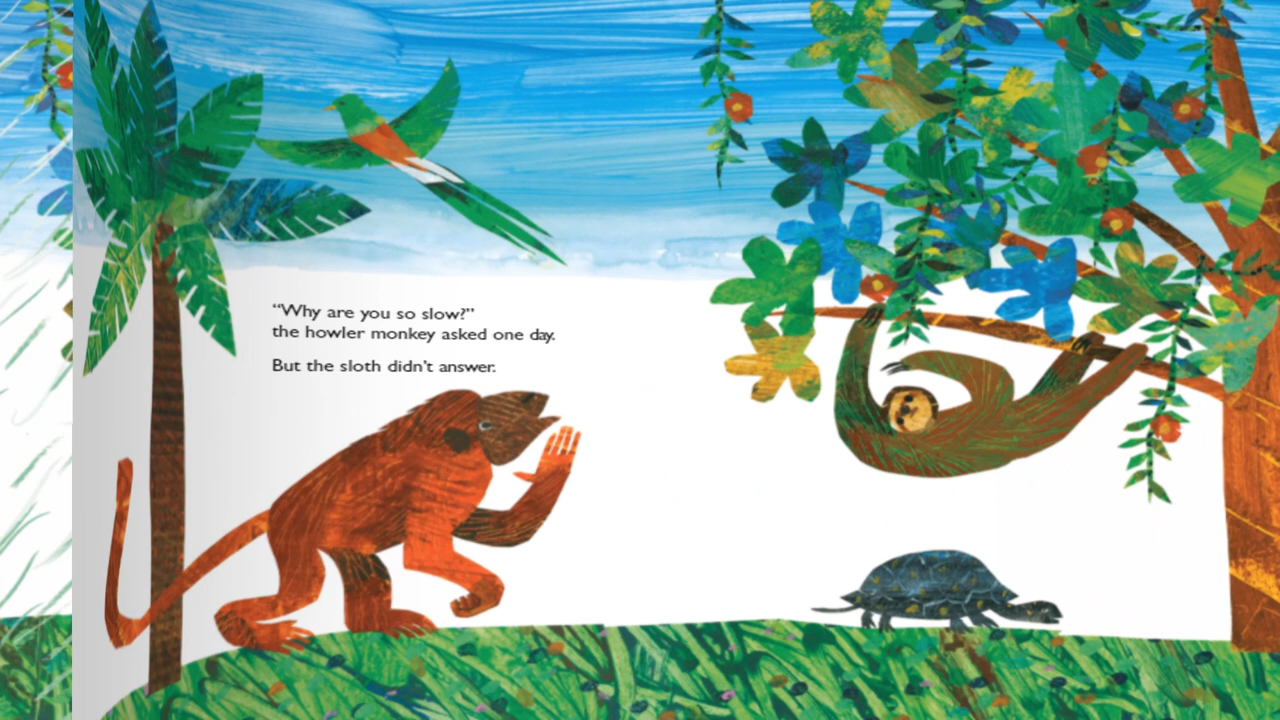 “Why are you so slow?”
the howler monkey asked one day.
But the sloth didn’t answer.